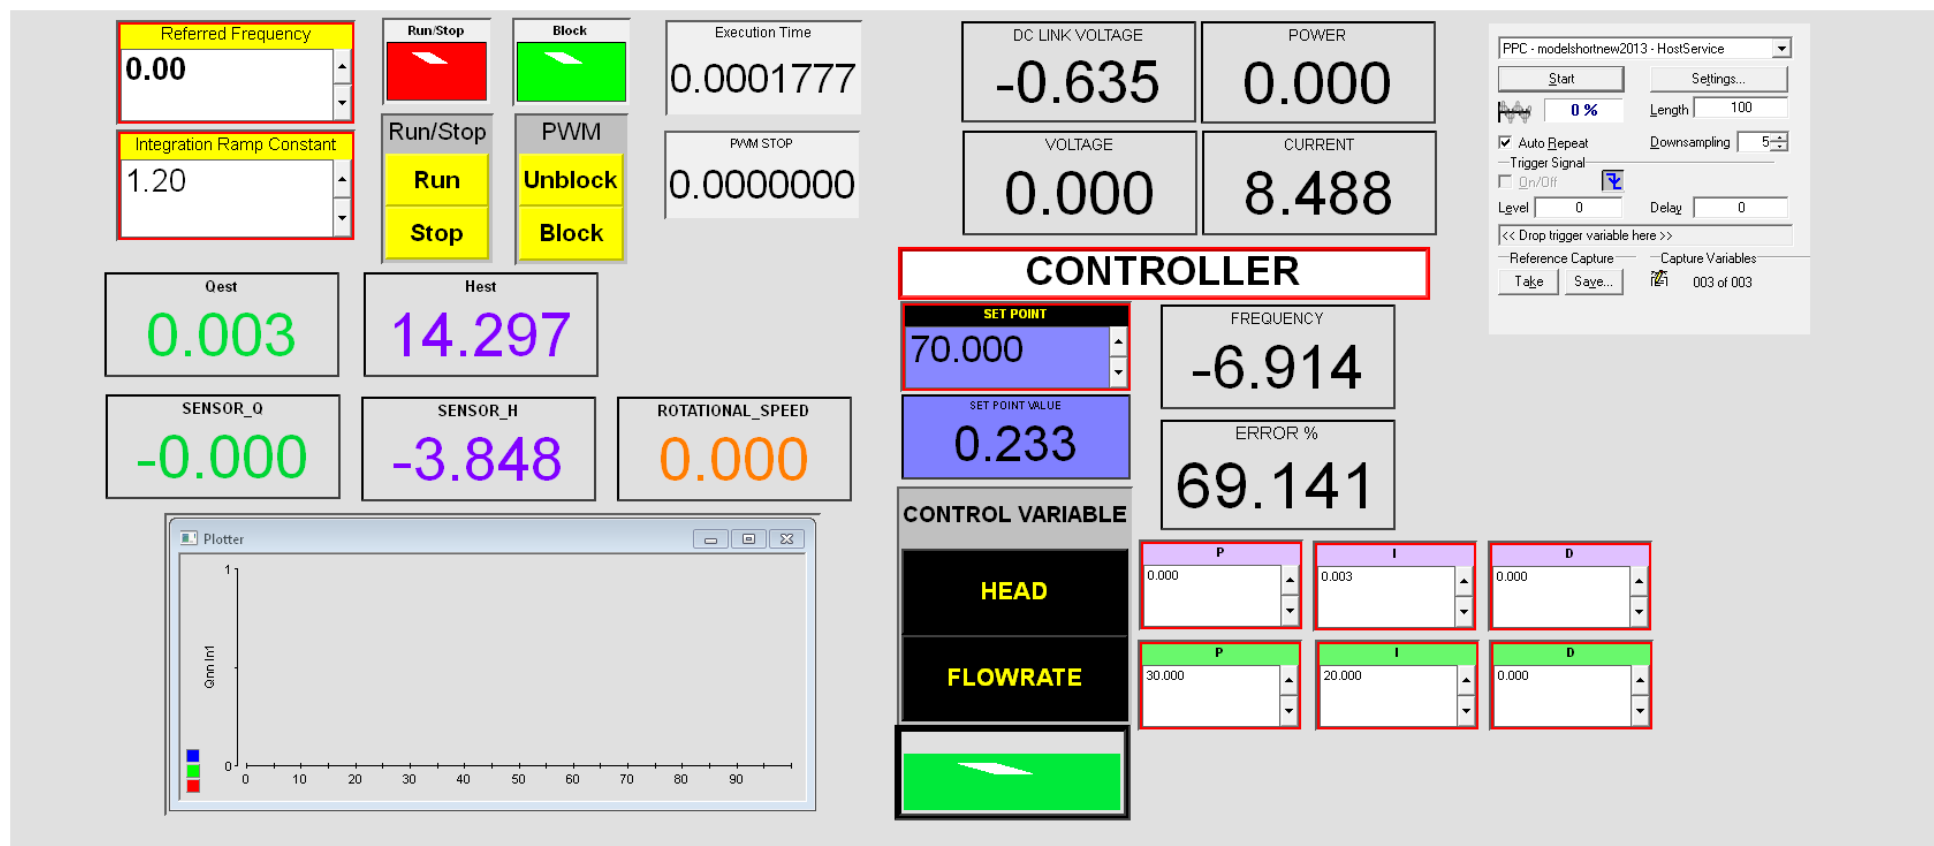 Referred Frequency
0.00
Integration Ramp Constant
1.20
Run/Stop
Block
Run/Stop
Run
Stop
PWM
Unblock
Block
Execution Time
0.0001777
PWM STOP
0.0000000
DC LINK VOLTAGE
-0.635
POWER
0.000
VOLTAGE
0.000
CURRENT
8.488
PPC - modelshortnew2013 - HostService
Start
Settings...
0 %
Length 100
Auto Repeat
Downsampling 5
Trigger Signal
On/Off
Level 0
Delay 0
<< Drop trigger variable here >>
Reference Capture
Take Save...
Capture Variables
003 of 003
Qest
0.003
Hest
14.297
SENSOR_Q
-0.000
SENSOR_H
-3.848
ROTATIONAL_SPEED
0.000
CONTROLLER
SET POINT
70.000
SET POINT VALUE
0.233
FREQUENCY
-6.914
ERROR %
69.141
CONTROL VARIABLE
HEAD
FLOWRATE
P
0.000
I
0.003
D
0.000
P
30.000
I
20.000
D
0.000
Plotter
1
Qnn In1
0
0 10 20 30 40 50 60 70 80 90